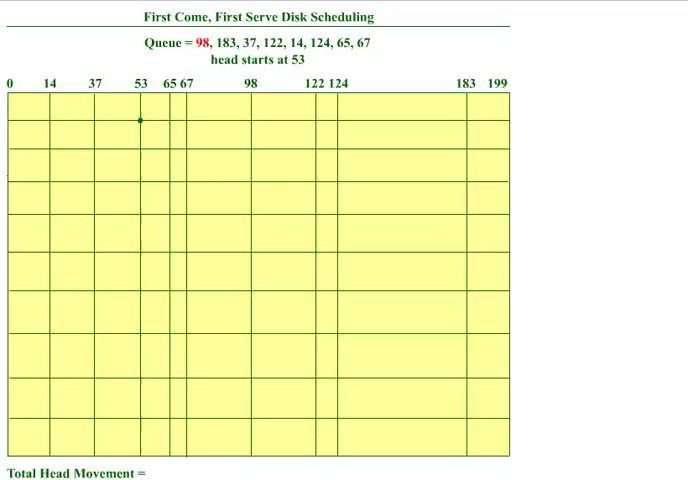 First Come, First Serve Disk Scheduling
Queue = 98, 183, 37, 122, 14, 124, 65, 67
head starts at 53
0 14 37 53 65 67 98 122 124 183 199
Total Head Movement =